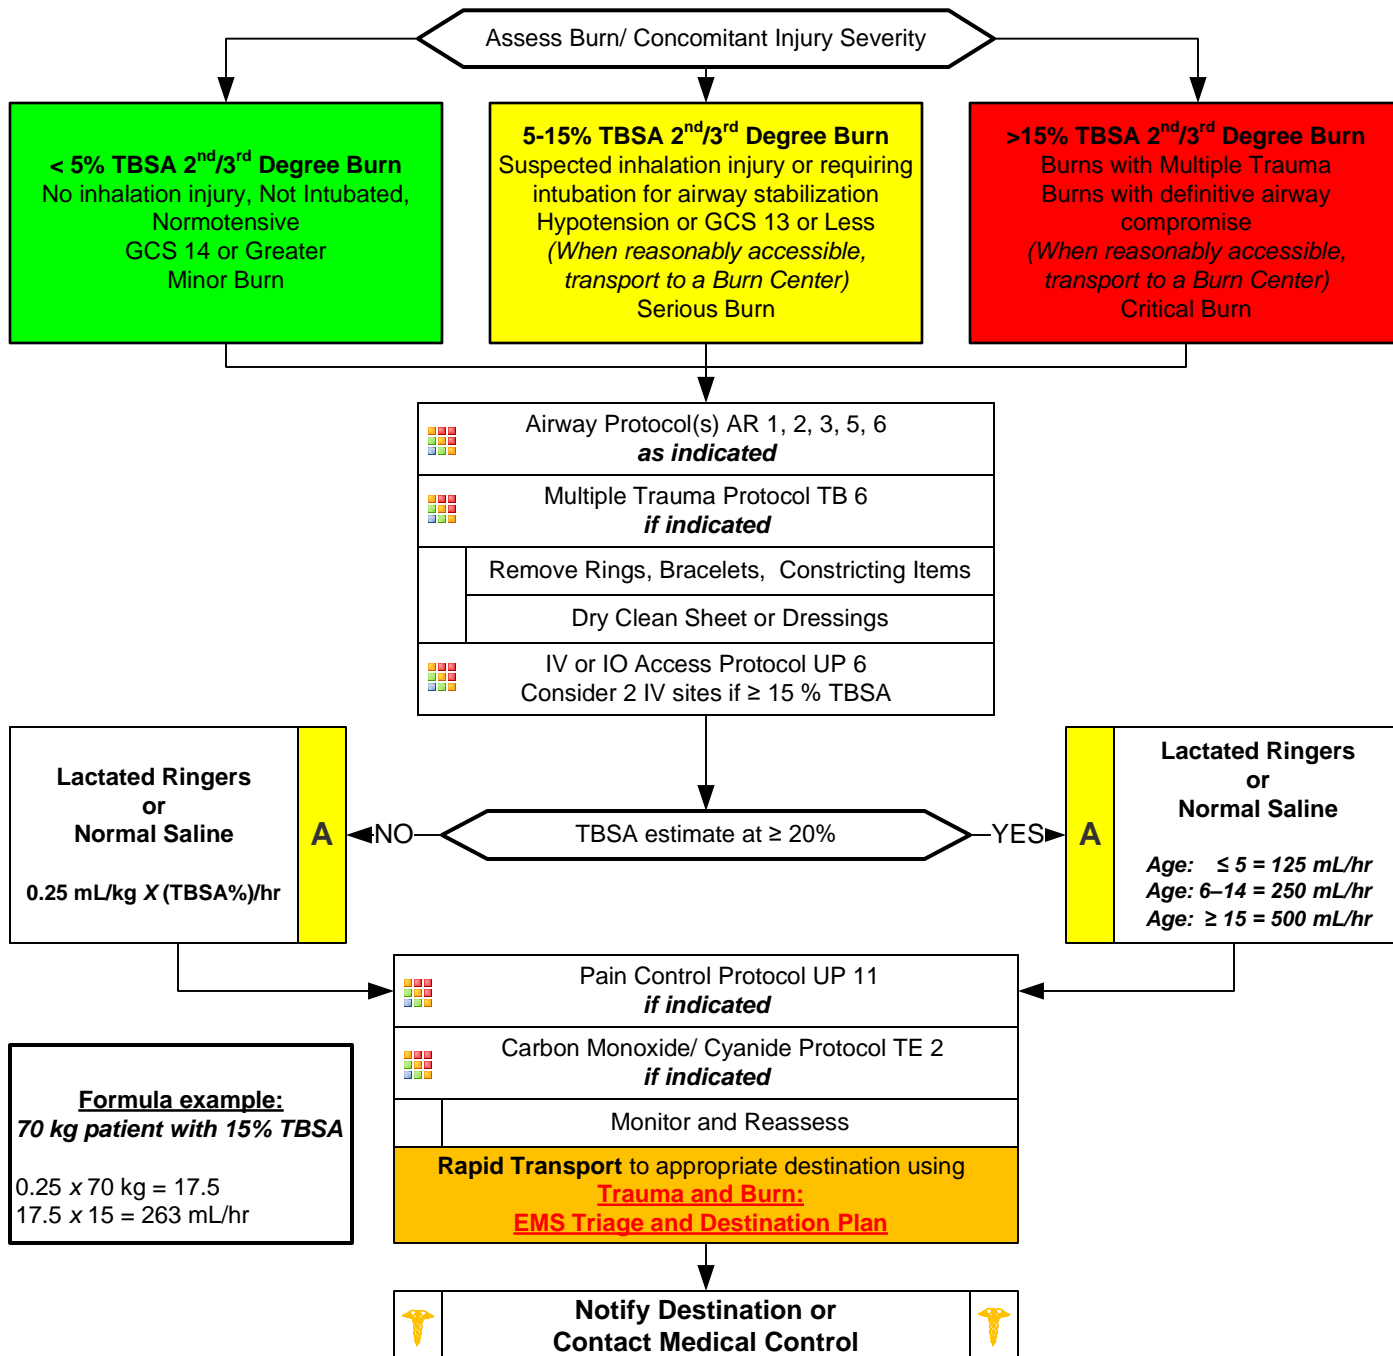 Assess Burn/ Concomitant Injury Severity
< 5% TBSA 2nd/3rd Degree Burn
No inhalation injury, Not Intubated,
Normotensive
GCS 14 or Greater
Minor Burn
5-15% TBSA 2nd/3rd Degree Burn
Suspected inhalation injury or requiring
intubation for airway stabilization
Hypotension or GCS 13 or Less
(When reasonably accessible,
transport to a Burn Center)
Serious Burn
>15% TBSA 2nd/3rd Degree Burn
Burns with Multiple Trauma
Burns with definitive airway
compromise
(When reasonably accessible,
transport to a Burn Center)
Critical Burn
Airway Protocol(s) AR 1, 2, 3, 5, 6
as indicated
Multiple Trauma Protocol TB 6
if indicated
Remove Rings, Bracelets, Constricting Items
Dry Clean Sheet or Dressings
IV or IO Access Protocol UP 6
Consider 2 IV sites if ≥ 15 % TBSA
Lactated Ringers
or
Normal Saline
0.25 mL/kg X (TBSA%)/hr
A
NO
TBSA estimate at ≥ 20%
YES
A
Lactated Ringers
or
Normal Saline
Age: ≤ 5 = 125 mL/hr
Age: 6–14 = 250 mL/hr
Age: ≥ 15 = 500 mL/hr
Pain Control Protocol UP 11
if indicated
Carbon Monoxide/ Cyanide Protocol TE 2
if indicated
Monitor and Reassess
Rapid Transport to appropriate destination using
Trauma and Burn:
EMS Triage and Destination Plan
Formula example:
70 kg patient with 15% TBSA
0.25 x 70 kg = 17.5
17.5 x 15 = 263 mL/hr
Notify Destination or
Contact Medical Control